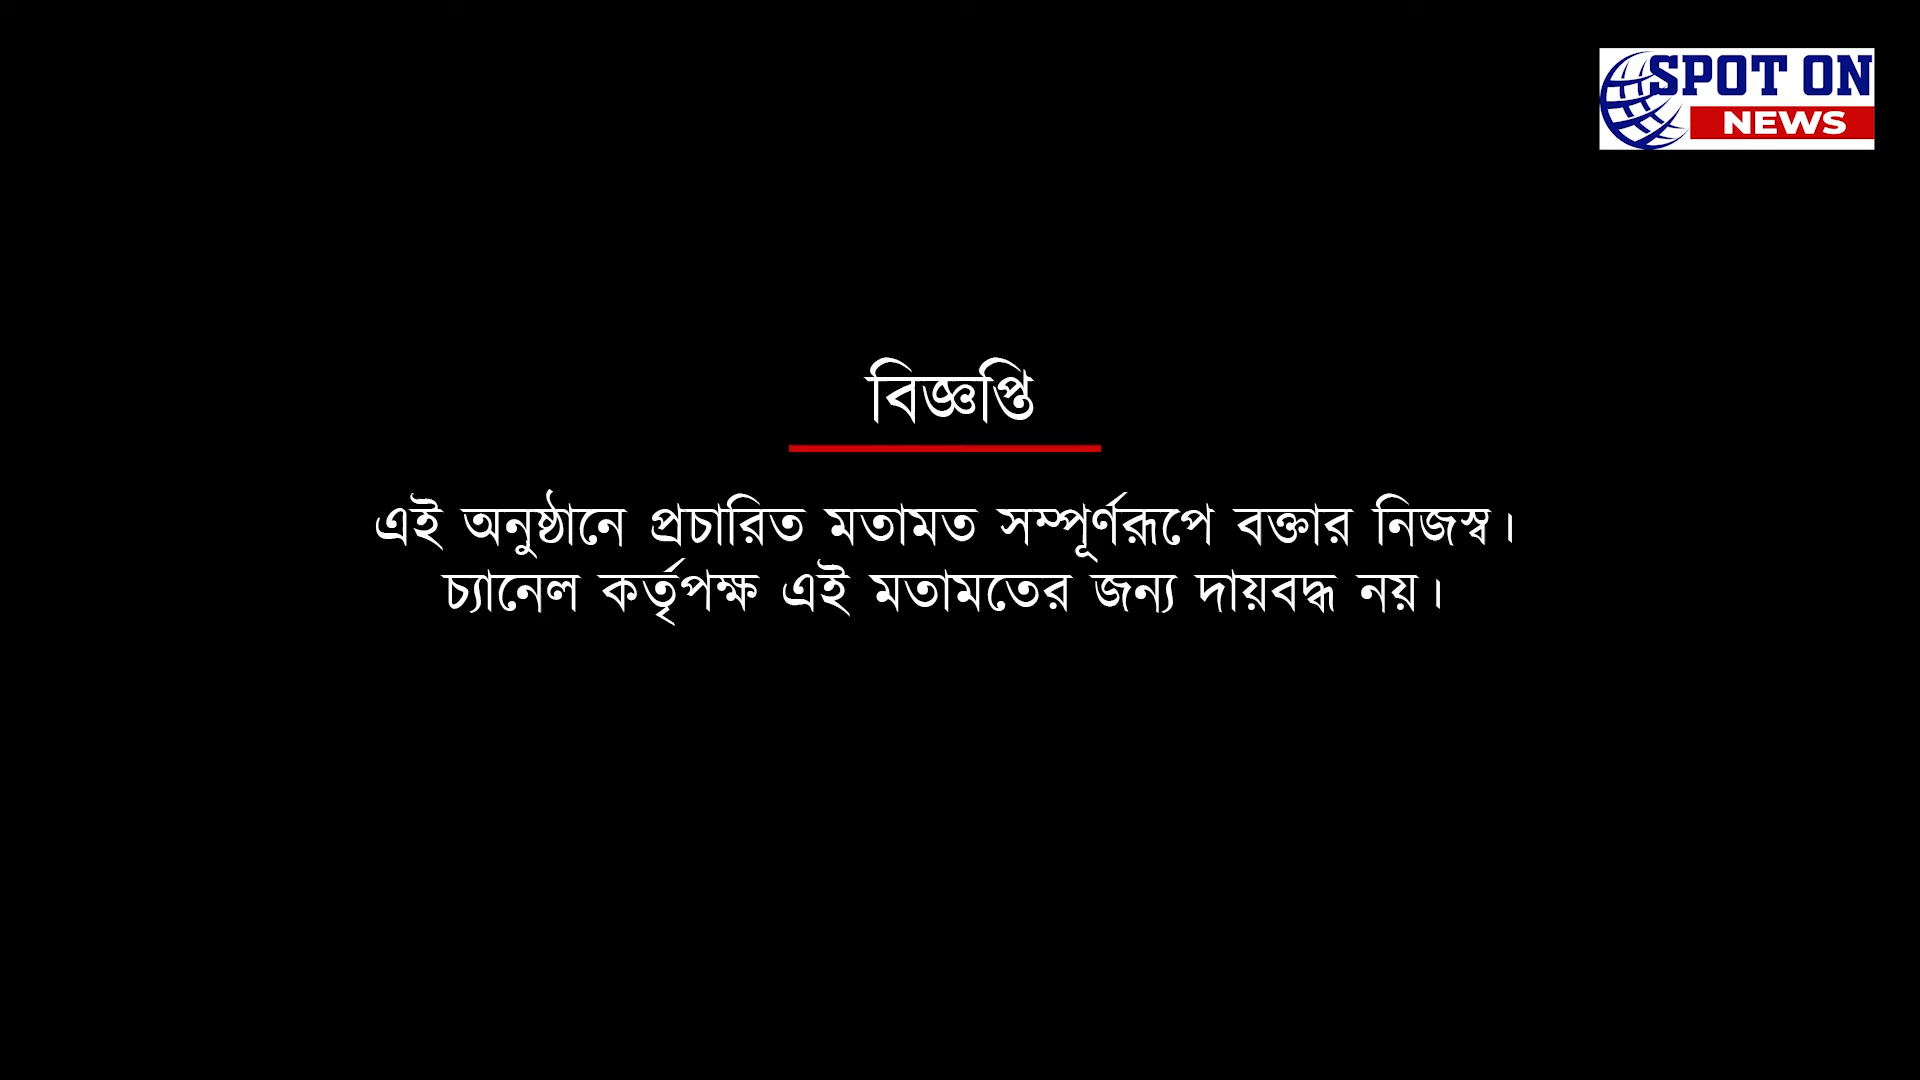 SPOT ON
NEWS
বিজ্ঞপ্তি
এই অনুষ্ঠানে প্রচারিত মতামত সম্পূর্ণরূপে বক্তার নিজস্ব।
চ্যানেল কর্তৃপক্ষ এই মতামতের জন্য দায়বদ্ধ নয়।